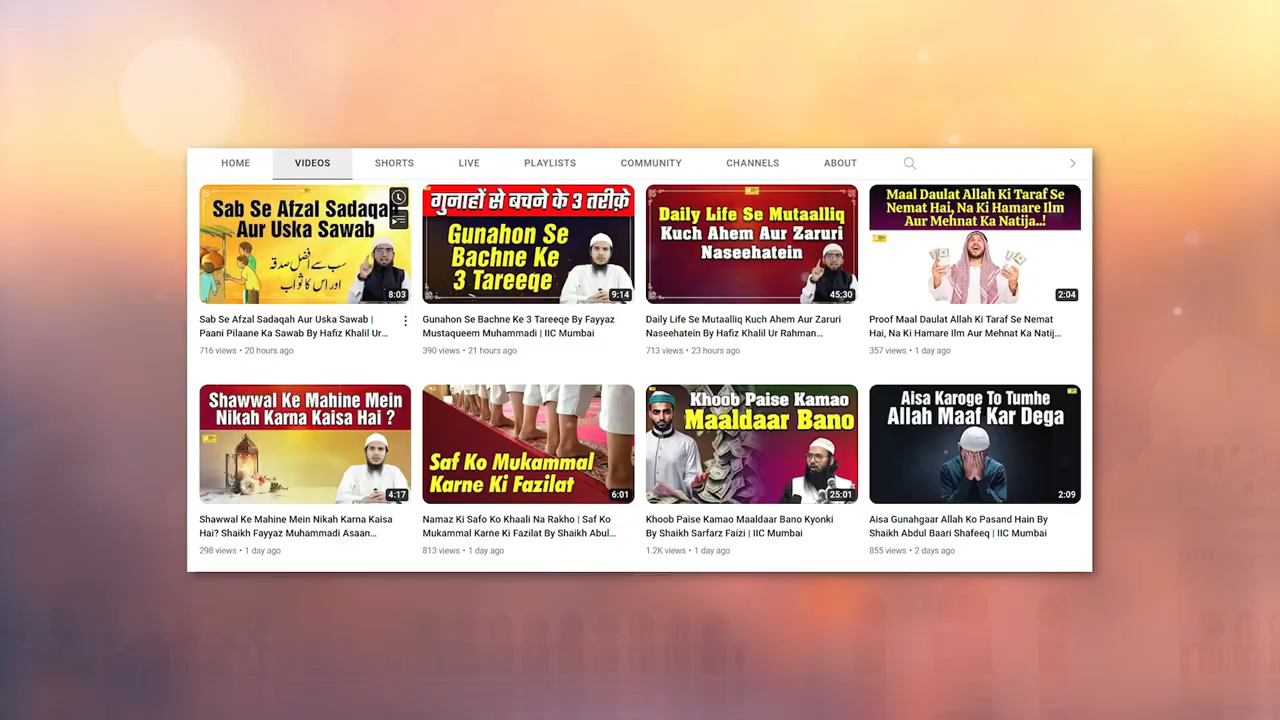 HOME VIDEOS SHORTS LIVE PLAYLISTS COMMUNITY CHANNELS ABOUT
Sab Se Afzal Sadaqah
Aur Uska Sawab
سب سے افضل صدقہ
اور اس کا ثواب
8:03
Sab Se Afzal Sadaqah Aur Uska Sawab |
Paani Pilaane Ka Sawab By Hafiz Khalil Ur...
716 views • 20 hours ago
गुनाहों से बचने के 3 तरीक़े
Gunahon Se
Bachne Ke
3 Tareeqe
9:14
Gunahon Se Bachne Ke 3 Tareeqe By Fayyaz
Mustaqueem Muhammadi | IIC Mumbai
390 views • 21 hours ago
Daily Life Se Mutaalliq
Kuch Ahem Aur Zaruri
Naseehatein
45:30
Daily Life Se Mutaalliq Kuch Ahem Aur Zaruri
Naseehatein By Hafiz Khalil Ur Rahman...
713 views • 23 hours ago
Maal Daulat Allah Ki Taraf Se
Nemat Hai, Na Ki Hamare Ilm
Aur Mehnat Ka Natija..!
2:04
Proof Maal Daulat Allah Ki Taraf Se Nemat
Hai, Na Ki Hamare Ilm Aur Mehnat Ka Natij...
357 views • 1 day ago
Shawwal Ke Mahine Mein
Nikah Karna Kaisa Hai ?
4:17
Shawwal Ke Mahine Mein Nikah Karna Kaisa
Hai? Shaikh Fayyaz Muhammadi Asaan...
298 views • 1 day ago
Saf Ko Mukammal
Karne Ki Fazilat
6:01
Namaz Ki Safo Ko Khaali Na Rakho | Saf Ko
Mukammal Karne Ki Fazilat By Shaikh Abul...
813 views • 1 day ago
Khoob Paise Kamao
Maaldaar Bano
25:01
Khoob Paise Kamao Maaldaar Bano Kyonki
By Shaikh Sarfarz Faizi | IIC Mumbai
1.2K views • 1 day ago
Aisa Karoge To Tumhe
Allah Maaf Kar Dega
2:09
Aisa Gunahgaar Allah Ko Pasand Hain By
Shaikh Abdul Baari Shafeeq | IIC Mumbai
855 views • 2 days ago